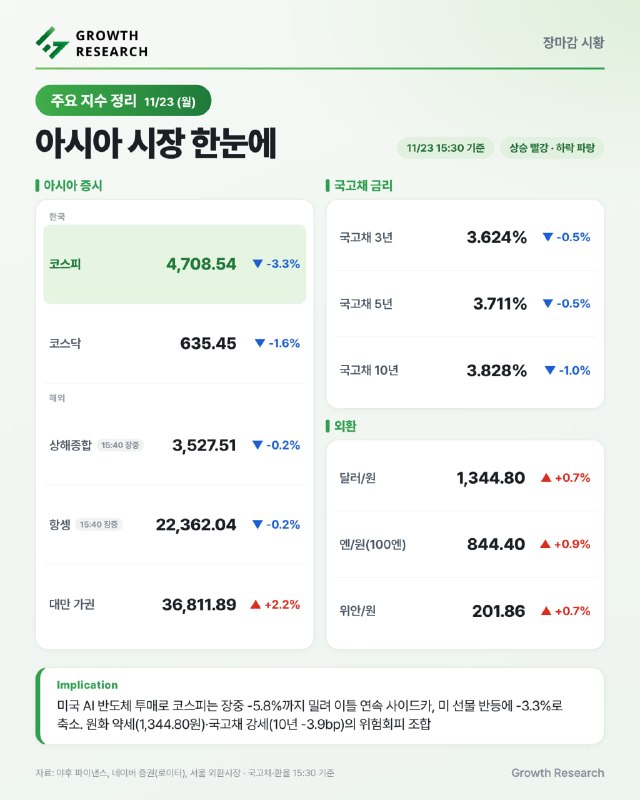 GROWTH
RESEARCH
장마감 시황
주요 지수 정리 11/23 (월)
아시아 시장 한눈에
11/23 15:30 기준
상승 빨강 · 하락 파랑
아시아 증시
한국
코스피 4,708.54 ▼ -3.3%
코스닥 635.45 ▼ -1.6%
해외
상해종합 15:40 장중 3,527.51 ▼ -0.2%
항셍 15:40 장중 22,362.04 ▼ -0.2%
대만 가권 36,811.89 ▲ +2.2%
국고채 금리
국고채 3년 3.624% ▼ -0.5%
국고채 5년 3.711% ▼ -0.5%
국고채 10년 3.828% ▼ -1.0%
외환
달러/원 1,344.80 ▲ +0.7%
엔/원(100엔) 844.40 ▲ +0.9%
위안/원 201.86 ▲ +0.7%
Implication
미국 AI 반도체 투매로 코스피는 장중 -5.8%까지 밀려 이틀 연속 사이드카, 미 선물 반등에 -3.3%로
축소. 원화 약세(1,344.80원)·국고채 강세(10년 -3.9bp)의 위험회피 조합
자료: 야후 파이낸스, 네이버 증권(로이터), 서울 외환시장 · 국고채·환율 15:30 기준
Growth Research